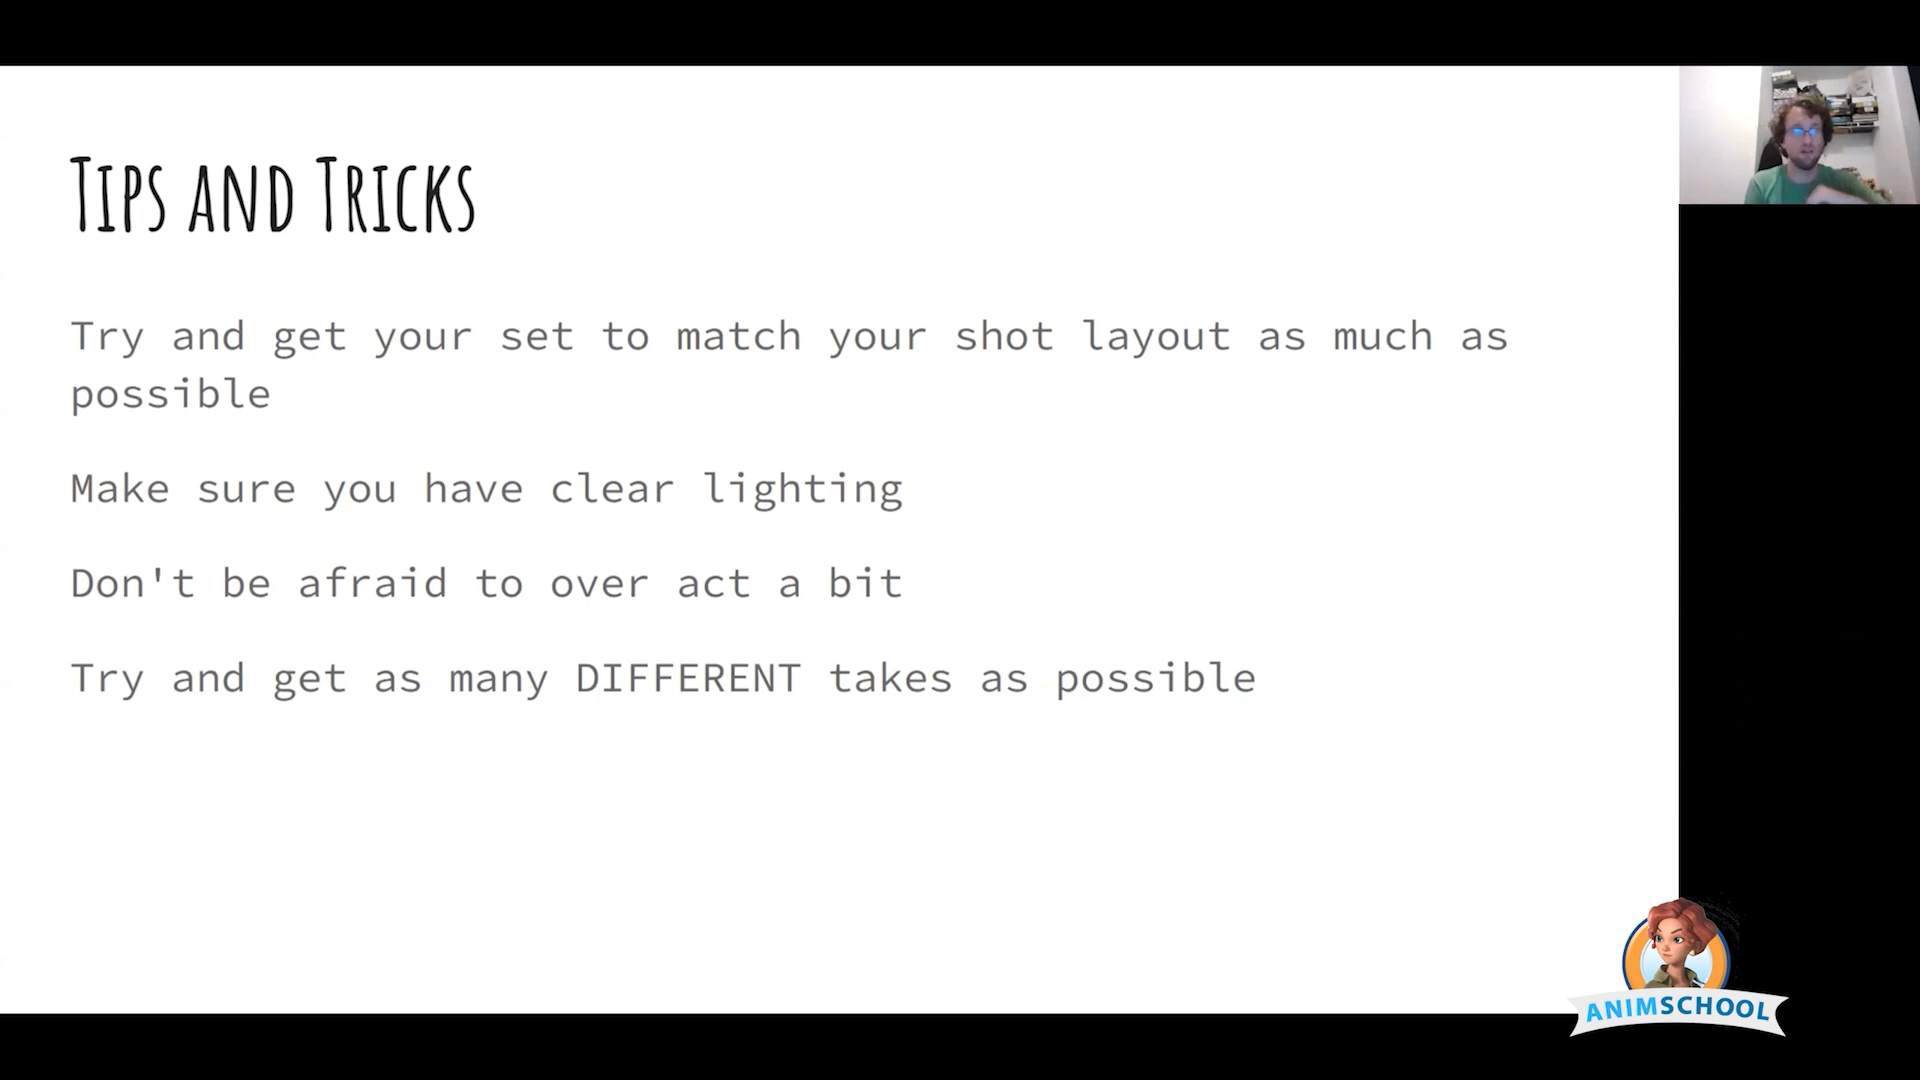 Tips and Tricks
Try and get your set to match your shot layout as much as
possible
Make sure you have clear lighting
Don't be afraid to over act a bit
Try and get as many DIFFERENT takes as possible
ANIMSCHOOL